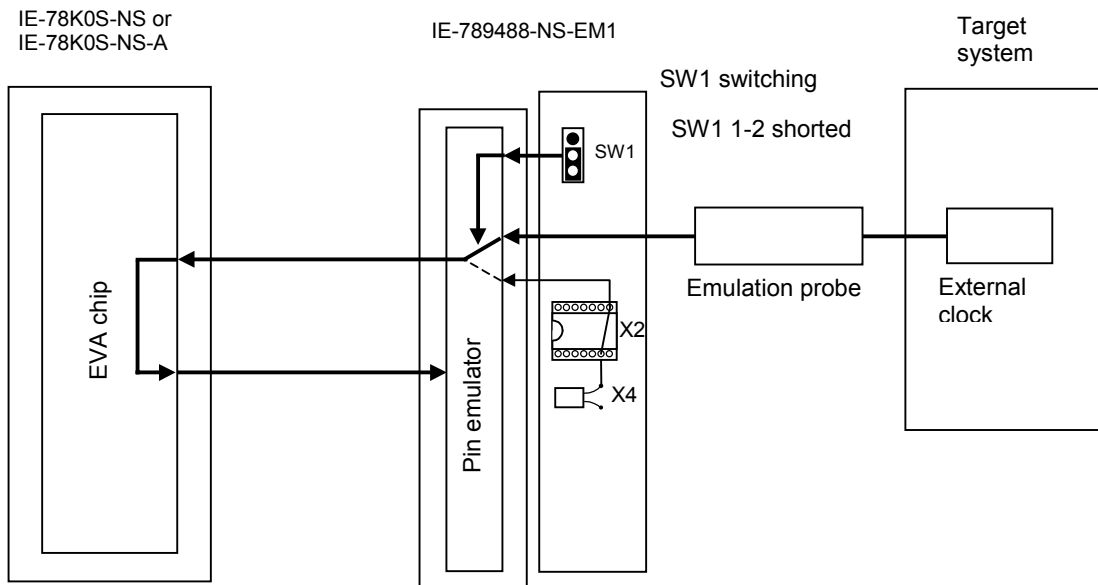 IE-78K0S-NS or
IE-78K0S-NS-A
IE-789488-NS-EM1
Target
system
SW1 switching
SW1 1-2 shorted
SW1
EVA chip
Pin emulator
Emulation probe
External
clock
X2
X4